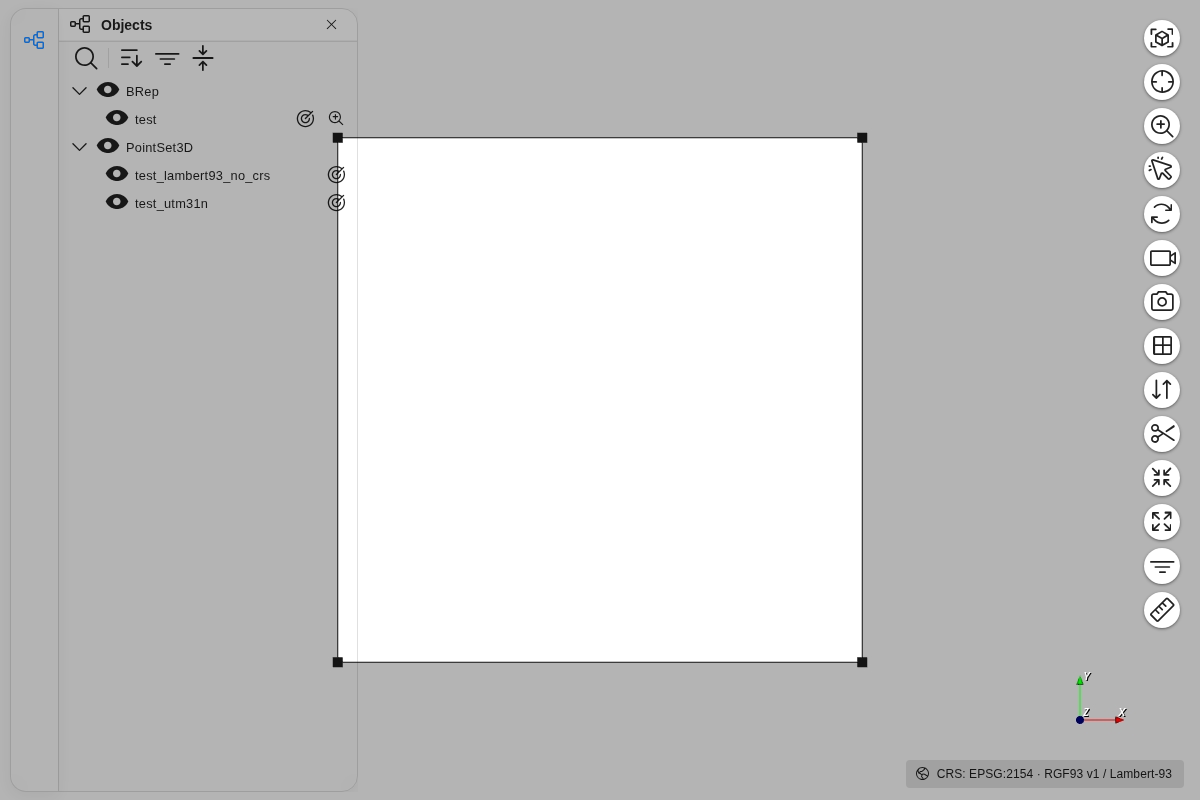 Objects
BRep
test
PointSet3D
test_lambert93_no_crs
test_utm31n
Y
Z X
CRS: EPSG:2154 · RGF93 v1 / Lambert-93